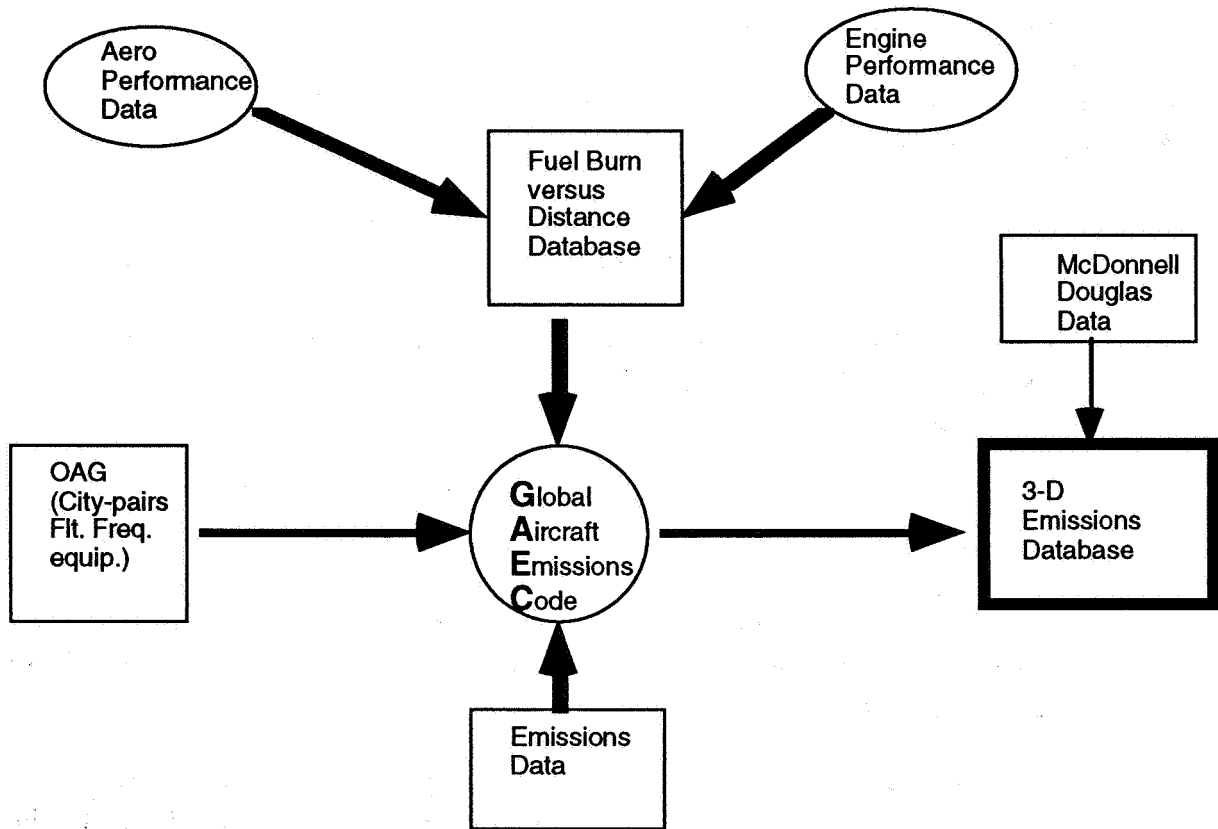 Aero
Performance
Data
Engine
Performance
Data
Fuel Burn
versus
Distance
Database
McDonnell
Douglas
Data
OAG
(City-pairs
Flt. Freq.
equip.)
Global
Aircraft
Emissions
Code
3-D
Emissions
Database
Emissions
Data